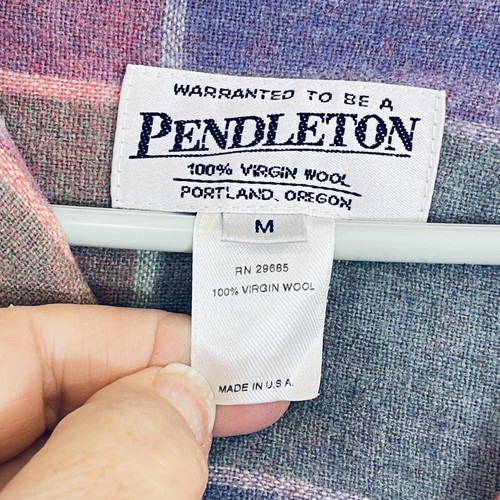 WARRANTED TO BE A
PENDLETON
100% VIRGIN WOOL
PORTLAND, OREGON
M
RN 29685
100% VIRGIN WOOL
MADE IN U.S.A.